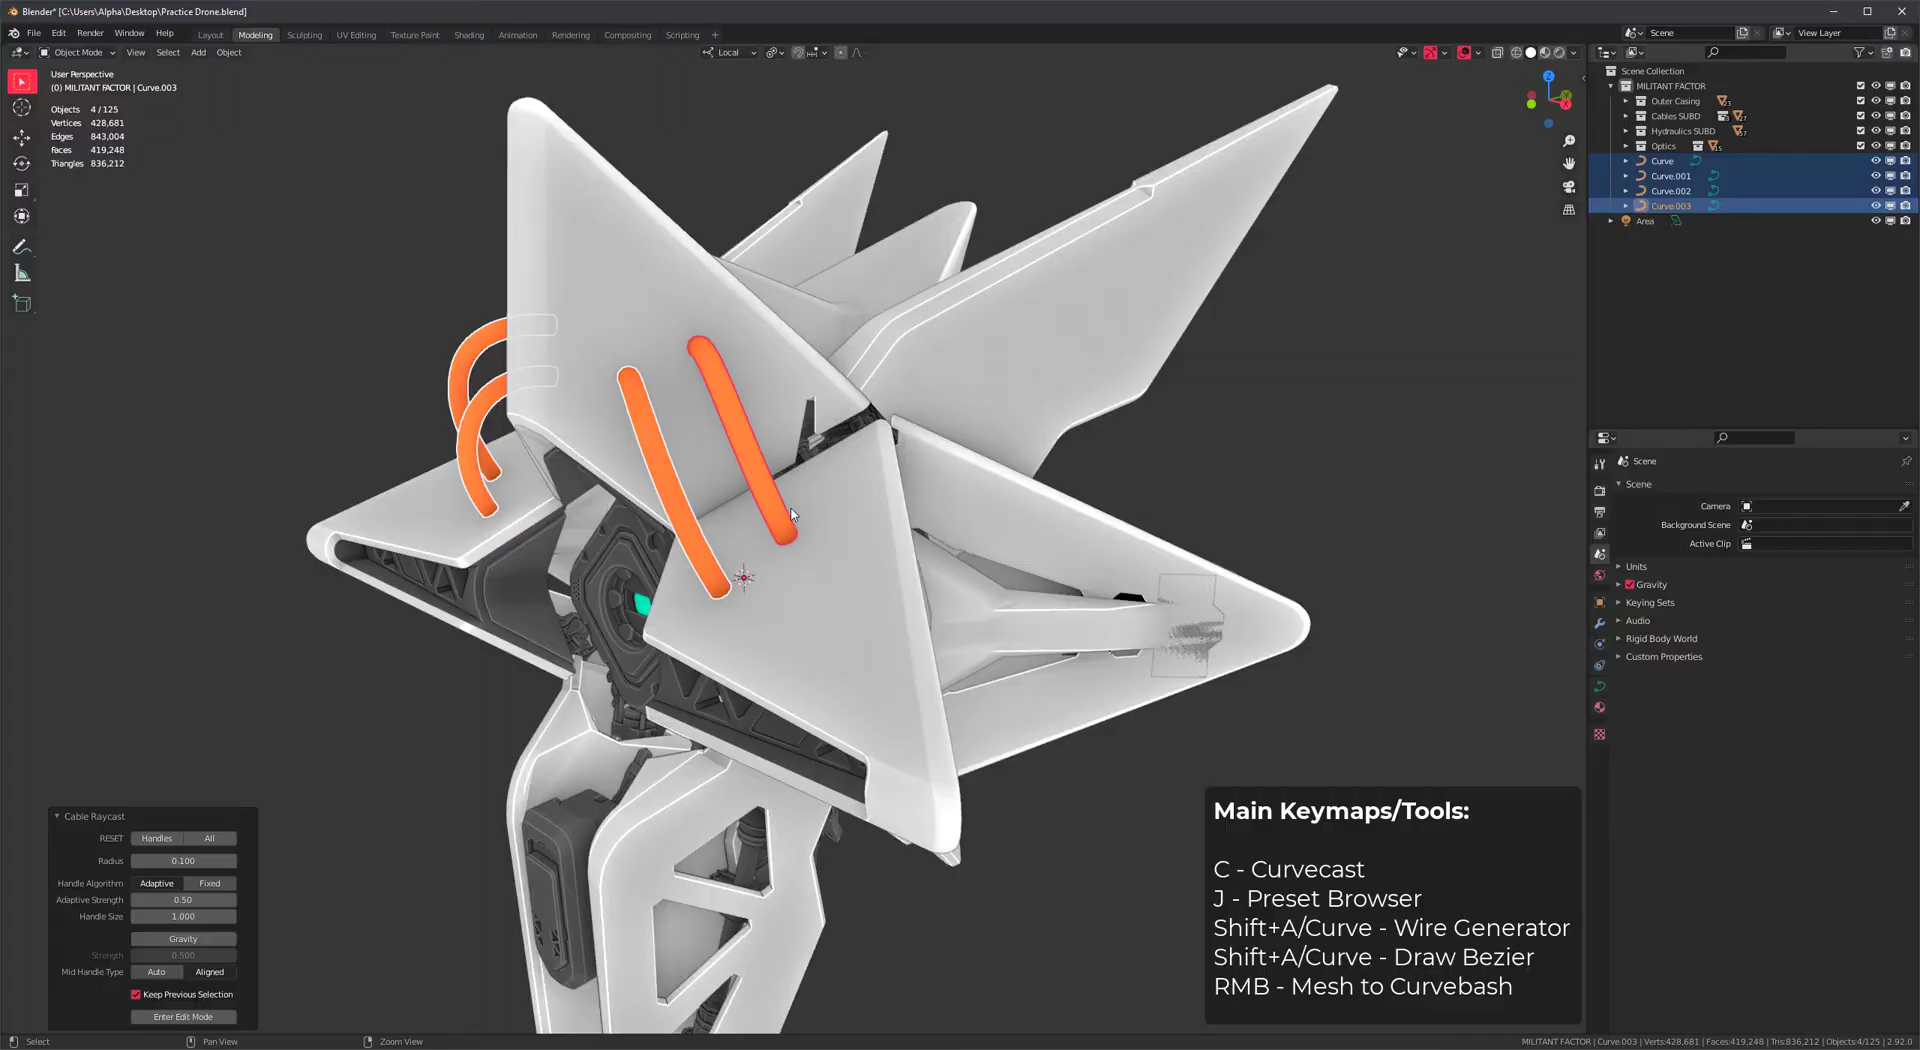 Blender* [C:\Users\Alpha\Desktop\Practice Drone.blend]
File Edit Render Window Help Layout Modeling Sculpting UV Editing Texture Paint Shading Animation Rendering Compositing Scripting +
Scene View Layer
Object Mode View Select Add Object Local
User Perspective
(0) MILITANT FACTOR | Curve.003
Objects 4 / 125
Vertices 428,681
Edges 843,004
Faces 419,248
Triangles 836,212
Z
Y
X
Scene Collection
MILITANT FACTOR
Outer Casing 23
Cables SUBD 27
Hydraulics SUBD 57
Optics 15
Curve
Curve.001
Curve.002
Curve.003
Area
Scene
Scene
Camera
Background Scene
Active Clip
Units
Gravity
Keying Sets
Audio
Rigid Body World
Custom Properties
Cable Raycast
RESET Handles All
Radius 0.100
Handle Algorithm Adaptive Fixed
Adaptive Strength 0.50
Handle Size 1.000
Gravity
Strength 0.500
Mid Handle Type Auto Aligned
Keep Previous Selection
Enter Edit Mode
Main Keymaps/Tools:
C - Curvecast
J - Preset Browser
Shift+A/Curve - Wire Generator
Shift+A/Curve - Draw Bezier
RMB - Mesh to Curvebash
Select Pan View Zoom View
MILITANT FACTOR | Curve.003 | Verts:428,681 | Faces:419,248 | Tris:836,212 | Objects:4/125 | 2.92.0